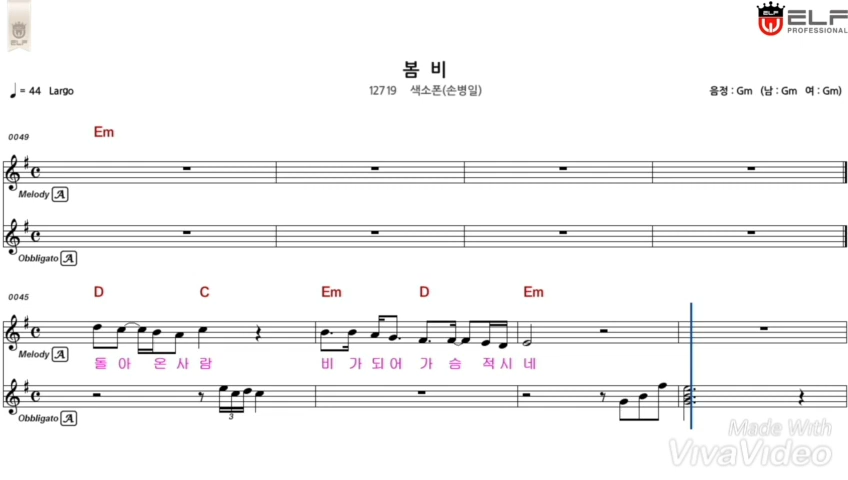 ELF
ELF
PROFESSIONAL
봄 비
♩ = 44 Largo
12719 색소폰(손병일)
음정 : Gm (남 : Gm 여 : Gm)
Em
0049
Melody A
Obbligato A
D C Em D Em
0045
Melody A
돌 아 온 사 람 비 가 되 어 가 슴 적 시 네
3
Obbligato A
Made With
VivaVideo